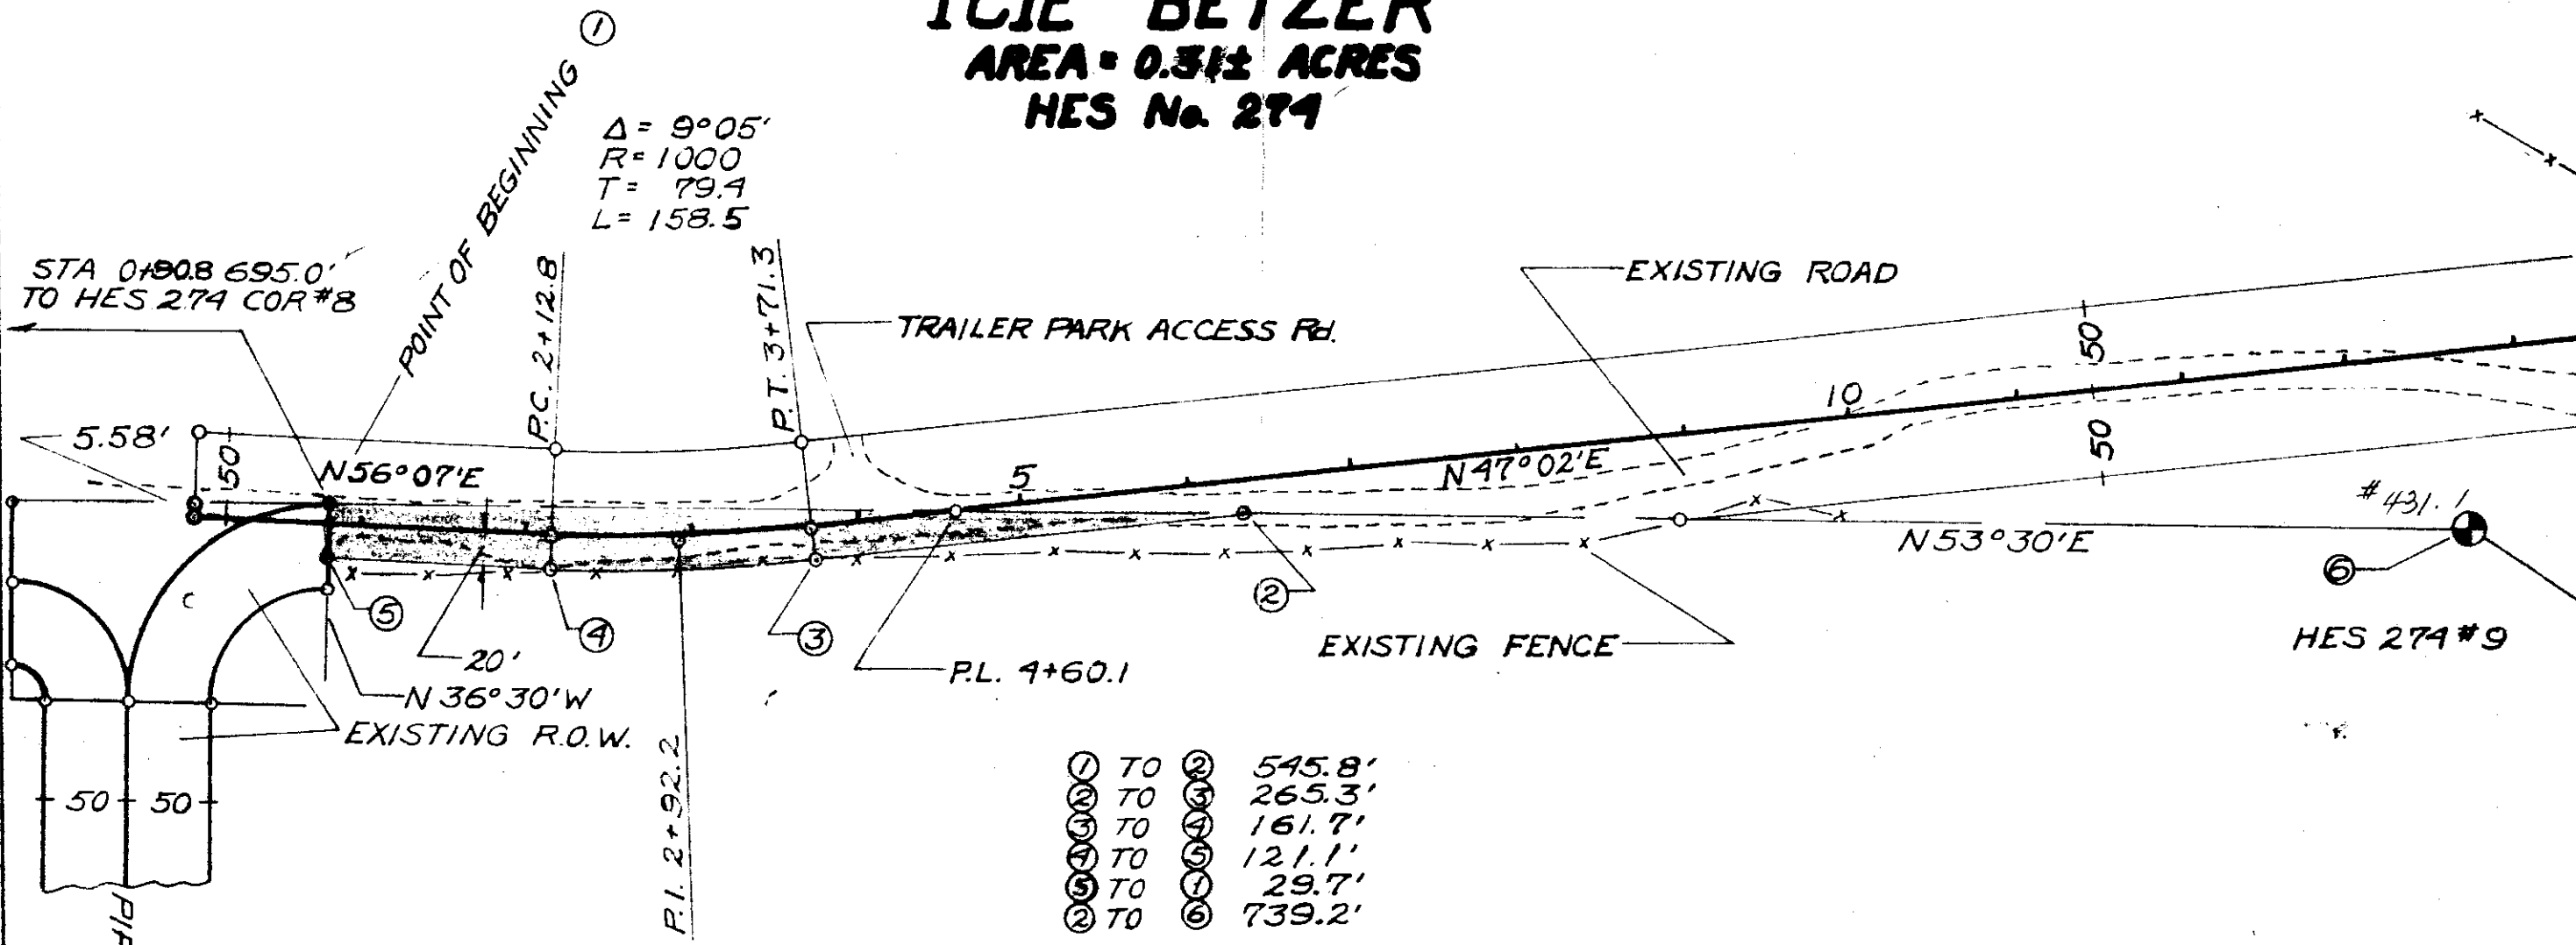 ICIE BETZER
AREA = 0.31± ACRES
HES No. 274
①
POINT OF BEGINNING
Δ = 9°05'
R = 1000
T = 79.4
L = 158.5
STA 0+90.8 695.0'
TO HES 274 COR #8
P.C. 2+12.8
P.T. 3+71.3
TRAILER PARK ACCESS Rd.
EXISTING ROAD
5.58'
50
N56°07'E
5
N47°02'E
10
50
50
#431.1
N53°30'E
⑥
HES 274 #9
⑤
④
③
②
20'
N36°30'W
EXISTING R.O.W.
P.L. 4+60.1
EXISTING FENCE
P.I. 2+92.2
50 50
① TO ② 545.8'
② TO ③ 265.3'
③ TO ④ 161.7'
④ TO ⑤ 121.1'
⑤ TO ① 29.7'
② TO ⑥ 739.2'